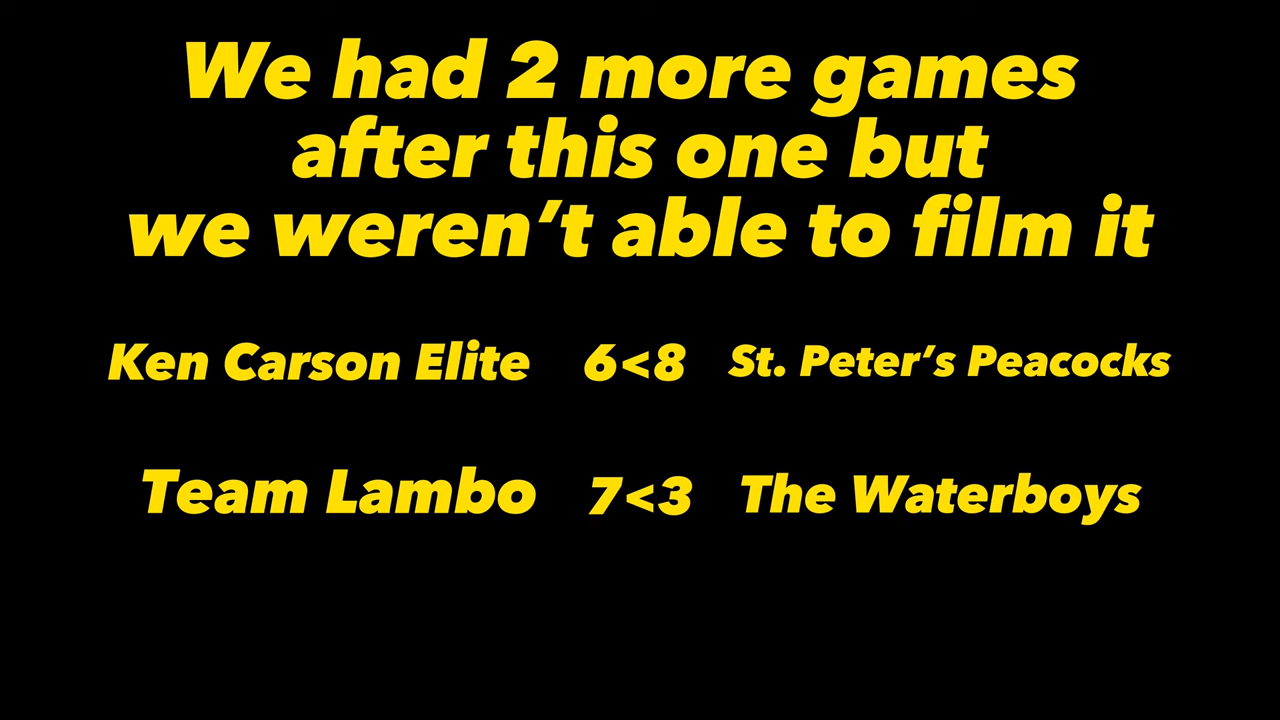 We had 2 more games
after this one but
we weren’t able to film it
Ken Carson Elite 6<8 St. Peter’s Peacocks
Team Lambo 7<3 The Waterboys